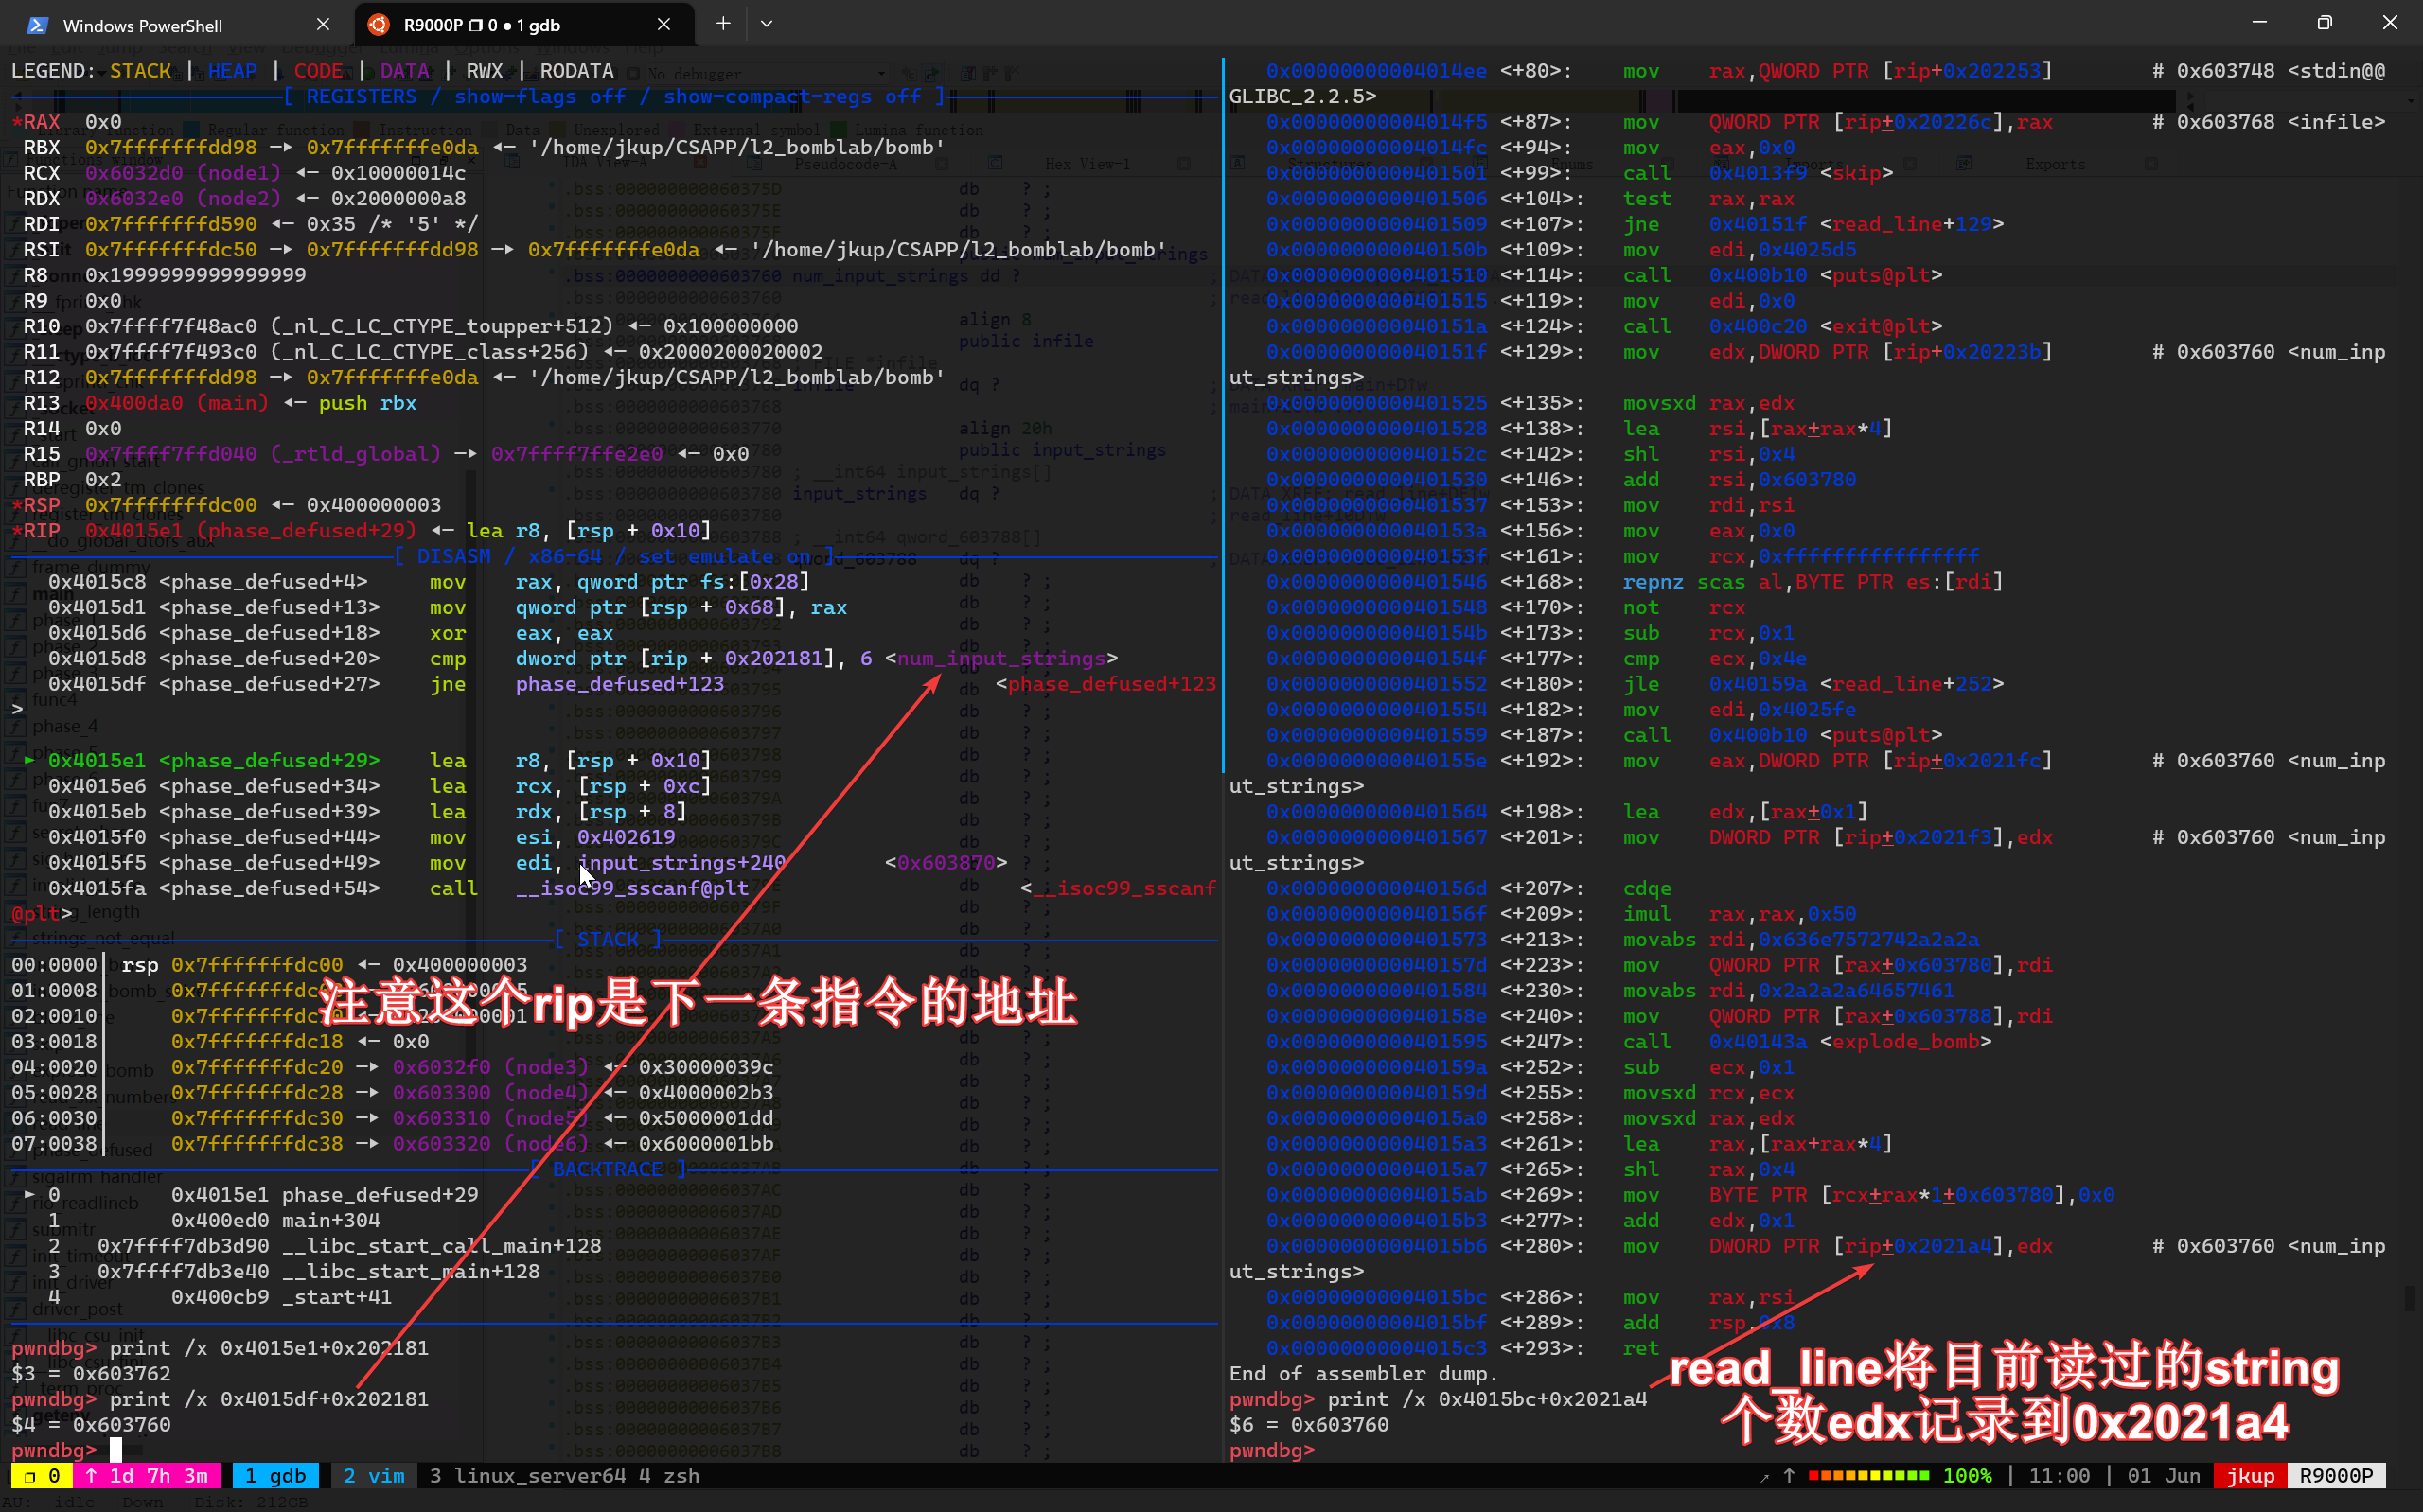 Windows PowerShell
R9000P 0 ● 1 gdb
LEGEND: STACK | HEAP | CODE | DATA | RWX | RODATA
[ REGISTERS / show-flags off / show-compact-regs off ]
*RAX  0x0
RBX  0x7fffffffdd98 —▸ 0x7fffffffe0da ◂— '/home/jkup/CSAPP/l2_bomblab/bomb'
RCX  0x6032d0 (node1) ◂— 0x10000014c
RDX  0x6032e0 (node2) ◂— 0x2000000a8
RDI  0x7fffffffd590 ◂— 0x35 /* '5' */
RSI  0x7fffffffdc50 —▸ 0x7fffffffdd98 —▸ 0x7fffffffe0da ◂— '/home/jkup/CSAPP/l2_bomblab/bomb'
R8   0x1999999999999999
R9   0x0
R10  0x7ffff7f48ac0 (_nl_C_LC_CTYPE_toupper+512) ◂— 0x100000000
R11  0x7ffff7f493c0 (_nl_C_LC_CTYPE_class+256) ◂— 0x2000200020002
R12  0x7fffffffdd98 —▸ 0x7fffffffe0da ◂— '/home/jkup/CSAPP/l2_bomblab/bomb'
R13  0x400da0 (main) ◂— push rbx
R14  0x0
R15  0x7ffff7ffd040 (_rtld_global) —▸ 0x7ffff7ffe2e0 ◂— 0x0
RBP  0x2
*RSP  0x7fffffffdc00 ◂— 0x400000003
*RIP  0x4015e1 (phase_defused+29) ◂— lea r8, [rsp + 0x10]
[ DISASM / x86-64 / set emulate on ]
0x4015c8 <phase_defused+4>     mov    rax, qword ptr fs:[0x28]
0x4015d1 <phase_defused+13>    mov    qword ptr [rsp + 0x68], rax
0x4015d6 <phase_defused+18>    xor    eax, eax
0x4015d8 <phase_defused+20>    cmp    dword ptr [rip + 0x202181], 6 <num_input_strings>
0x4015df <phase_defused+27>    jne    phase_defused+123                      <phase_defused+123
>
► 0x4015e1 <phase_defused+29>    lea    r8, [rsp + 0x10]
0x4015e6 <phase_defused+34>    lea    rcx, [rsp + 0xc]
0x4015eb <phase_defused+39>    lea    rdx, [rsp + 8]
0x4015f0 <phase_defused+44>    mov    esi, 0x402619
0x4015f5 <phase_defused+49>    mov    edi, input_strings+240        <0x603870>
0x4015fa <phase_defused+54>    call   __isoc99_sscanf@plt                      <__isoc99_sscanf
@plt>
[ STACK ]
00:0000│ rsp 0x7fffffffdc00 ◂— 0x400000003
01:0008│
02:0010│
注意这个rip是下一条指令的地址
03:0018│     0x7fffffffdc18 ◂— 0x0
04:0020│     0x7fffffffdc20 —▸ 0x6032f0 (node3) ◂— 0x30000039c
05:0028│     0x7fffffffdc28 —▸ 0x603300 (node4) ◂— 0x4000002b3
06:0030│     0x7fffffffdc30 —▸ 0x603310 (node5) ◂— 0x5000001dd
07:0038│     0x7fffffffdc38 —▸ 0x603320 (node6) ◂— 0x6000001bb
[ BACKTRACE ]
► 0         0x4015e1 phase_defused+29
1         0x400ed0 main+304
2   0x7ffff7db3d90 __libc_start_call_main+128
3   0x7ffff7db3e40 __libc_start_main+128
4         0x400cb9 _start+41
pwndbg> print /x 0x4015e1+0x202181
$3 = 0x603762
pwndbg> print /x 0x4015df+0x202181
$4 = 0x603760
pwndbg>
0x00000000004014ee <+80>:    mov    rax,QWORD PTR [rip+0x202253]        # 0x603748 <stdin@@
GLIBC_2.2.5>
0x00000000004014f5 <+87>:    mov    QWORD PTR [rip+0x20226c],rax        # 0x603768 <infile>
0x00000000004014fc <+94>:    mov    eax,0x0
0x0000000000401501 <+99>:    call   0x4013f9 <skip>
0x0000000000401506 <+104>:   test   rax,rax
0x0000000000401509 <+107>:   jne    0x40151f <read_line+129>
0x000000000040150b <+109>:   mov    edi,0x4025d5
0x0000000000401510 <+114>:   call   0x400b10 <puts@plt>
0x0000000000401515 <+119>:   mov    edi,0x0
0x000000000040151a <+124>:   call   0x400c20 <exit@plt>
0x000000000040151f <+129>:   mov    edx,DWORD PTR [rip+0x20223b]        # 0x603760 <num_inp
ut_strings>
0x0000000000401525 <+135>:   movsxd rax,edx
0x0000000000401528 <+138>:   lea    rsi,[rax+rax*4]
0x000000000040152c <+142>:   shl    rsi,0x4
0x0000000000401530 <+146>:   add    rsi,0x603780
0x0000000000401537 <+153>:   mov    rdi,rsi
0x000000000040153a <+156>:   mov    eax,0x0
0x000000000040153f <+161>:   mov    rcx,0xffffffffffffffff
0x0000000000401546 <+168>:   repnz scas al,BYTE PTR es:[rdi]
0x0000000000401548 <+170>:   not    rcx
0x000000000040154b <+173>:   sub    rcx,0x1
0x000000000040154f <+177>:   cmp    ecx,0x4e
0x0000000000401552 <+180>:   jle    0x40159a <read_line+252>
0x0000000000401554 <+182>:   mov    edi,0x4025fe
0x0000000000401559 <+187>:   call   0x400b10 <puts@plt>
0x000000000040155e <+192>:   mov    eax,DWORD PTR [rip+0x2021fc]        # 0x603760 <num_inp
ut_strings>
0x0000000000401564 <+198>:   lea    edx,[rax+0x1]
0x0000000000401567 <+201>:   mov    DWORD PTR [rip+0x2021f3],edx        # 0x603760 <num_inp
ut_strings>
0x000000000040156d <+207>:   cdqe
0x000000000040156f <+209>:   imul   rax,rax,0x50
0x0000000000401573 <+213>:   movabs rdi,0x636e7572742a2a2a
0x000000000040157d <+223>:   mov    QWORD PTR [rax+0x603780],rdi
0x0000000000401584 <+230>:   movabs rdi,0x2a2a2a64657461
0x000000000040158e <+240>:   mov    QWORD PTR [rax+0x603788],rdi
0x0000000000401595 <+247>:   call   0x40143a <explode_bomb>
0x000000000040159a <+252>:   sub    ecx,0x1
0x000000000040159d <+255>:   movsxd rcx,ecx
0x00000000004015a0 <+258>:   movsxd rax,edx
0x00000000004015a3 <+261>:   lea    rax,[rax+rax*4]
0x00000000004015a7 <+265>:   shl    rax,0x4
0x00000000004015ab <+269>:   mov    BYTE PTR [rcx+rax*1+0x603780],0x0
0x00000000004015b3 <+277>:   add    edx,0x1
0x00000000004015b6 <+280>:   mov    DWORD PTR [rip+0x2021a4],edx        # 0x603760 <num_inp
ut_strings>
0x00000000004015bc <+286>:   mov    rax,rsi
0x00000000004015bf <+289>:   add    rsp,0x8
0x00000000004015c3 <+293>:   ret
End of assembler dump.
pwndbg> print /x 0x4015bc+0x2021a4
$6 = 0x603760
pwndbg>
read_line将目前读过的string
个数edx记录到0x2021a4
0 ↑ 1d 7h 3m 1 gdb 2 vim 3 linux_server64 4 zsh ↗ ↑ 100% | 11:00 | 01 Jun jkup R9000P